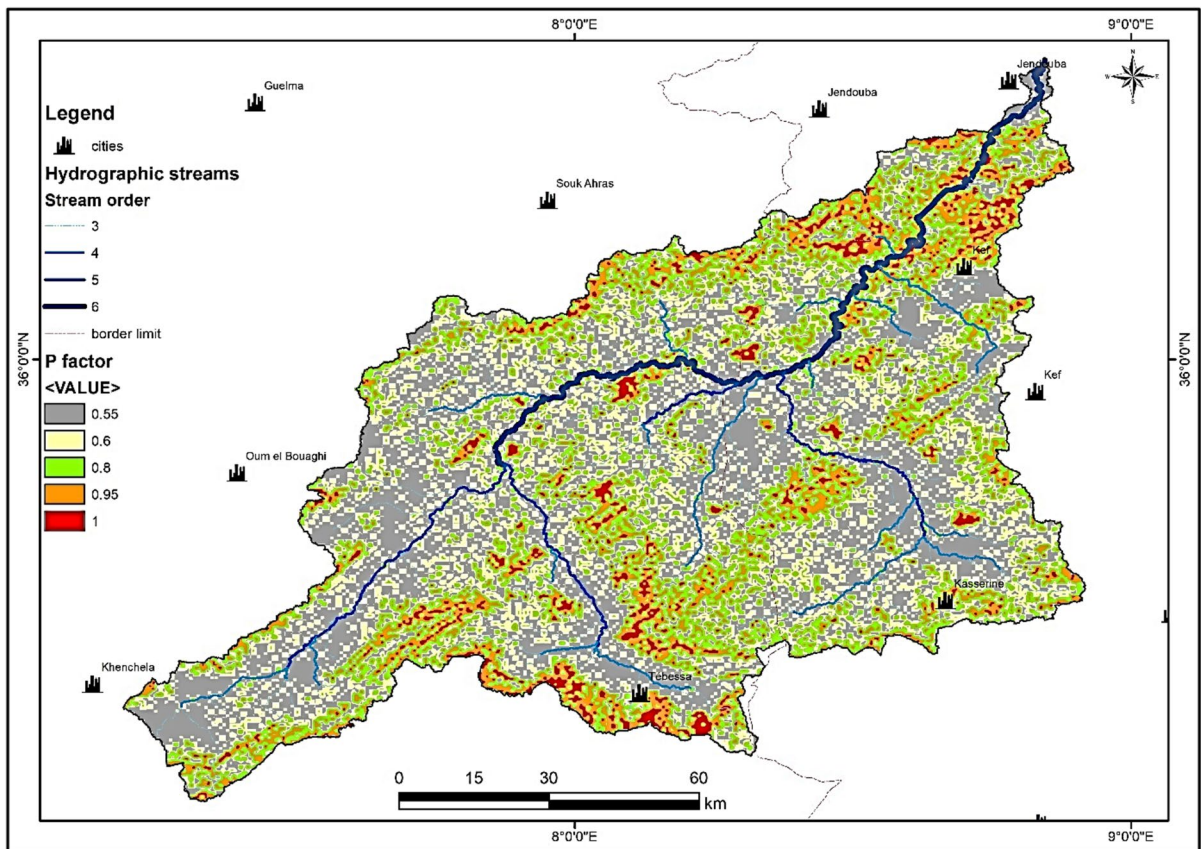 8°0'0"E
9°0'0"E
N
W
E
S
Guelma
Jendouba
Jendouba
Legend
cities
Hydrographic streams
Stream order
3
4
5
6
border limit
P factor
<VALUE>
0.55
0.6
0.8
0.95
1
Souk Ahras
Kef
36°0'0"N
36°0'0"N
Kef
Oum el Bouaghi
Kasserine
Khenchela
Tebessa
0
15
30
60
km
8°0'0"E
9°0'0"E